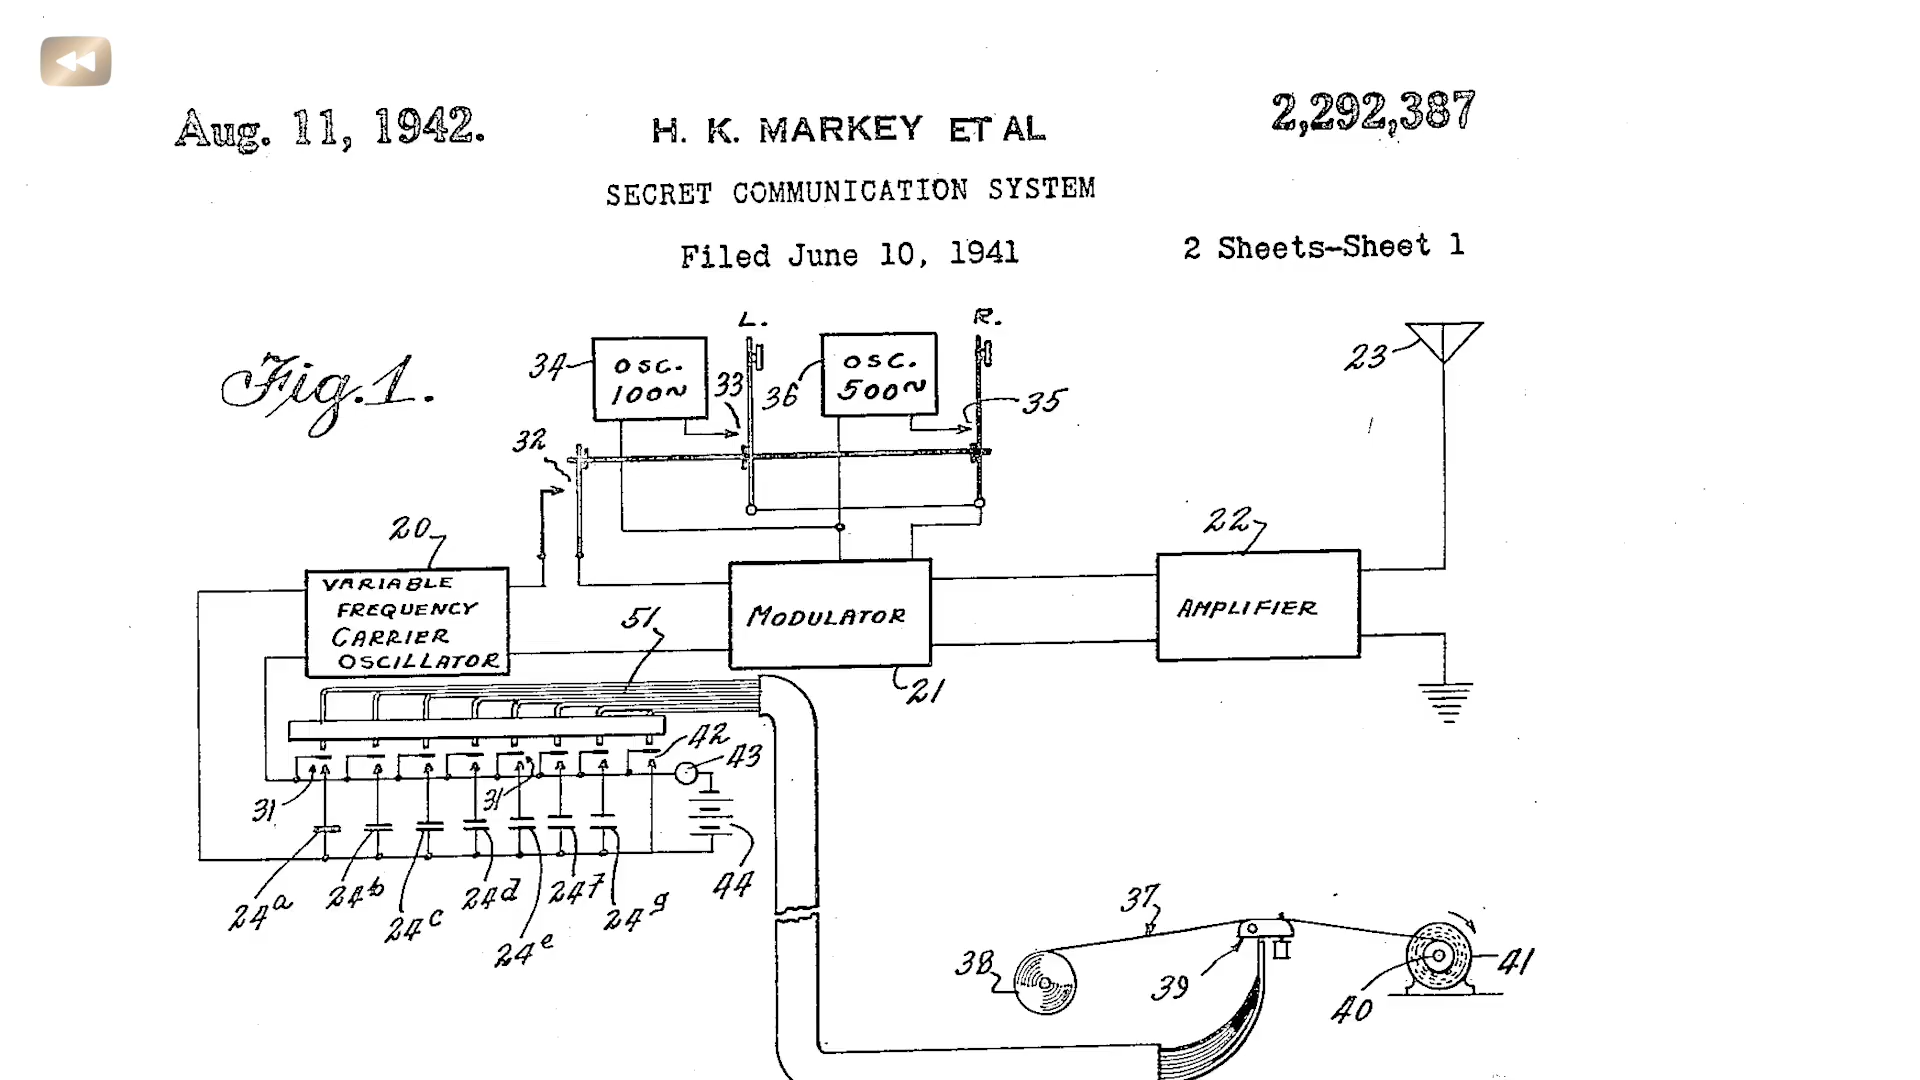 Aug. 11, 1942.
H. K. MARKEY ET AL
2,292,387
SECRET COMMUNICATION SYSTEM
Filed June 10, 1941
2 Sheets-Sheet 1
Fig.1.
L.
R.
34
OSC.
100~
33
36
OSC.
500~
35
23
32
20
22
VARIABLE
FREQUENCY
CARRIER
OSCILLATOR
51
MODULATOR
21
AMPLIFIER
42
43
31
31
44
24a
24b
24c
24d
24e
24f
24g
37
38
39
40
41